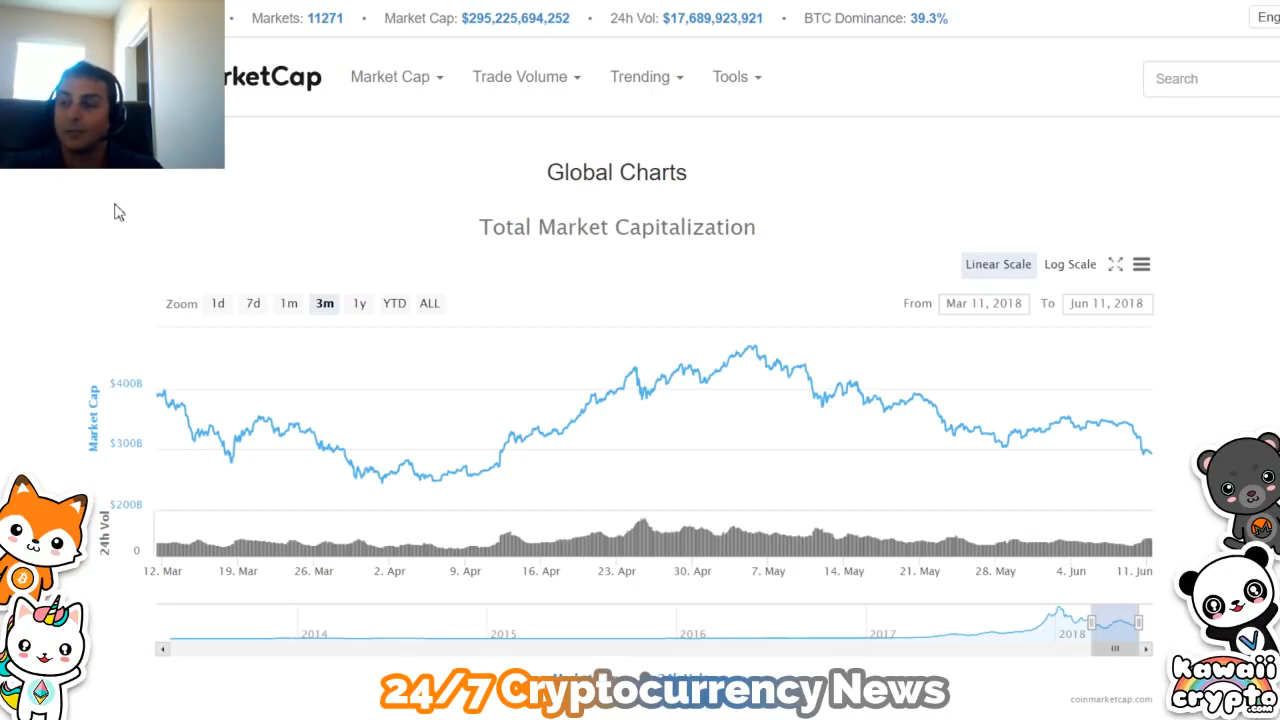 • Markets: 11271 • Market Cap: $295,225,694,252 • 24h Vol: $17,689,923,921 • BTC Dominance: 39.3% Eng
rketCap Market Cap Trade Volume Trending Tools Search
Global Charts
Total Market Capitalization
Linear Scale Log Scale
Zoom 1d 7d 1m 3m 1y YTD ALL From Mar 11, 2018 To Jun 11, 2018
Market Cap
$400B
$300B
$200B
24h Vol
0
12. Mar 19. Mar 26. Mar 2. Apr 9. Apr 16. Apr 23. Apr 30. Apr 7. May 14. May 21. May 28. May 4. Jun 11. Jun
2014 2015 2016 2017 2018
24/7 Cryptocurrency News
coinmarketcap.com
kawaii
crypto
.com